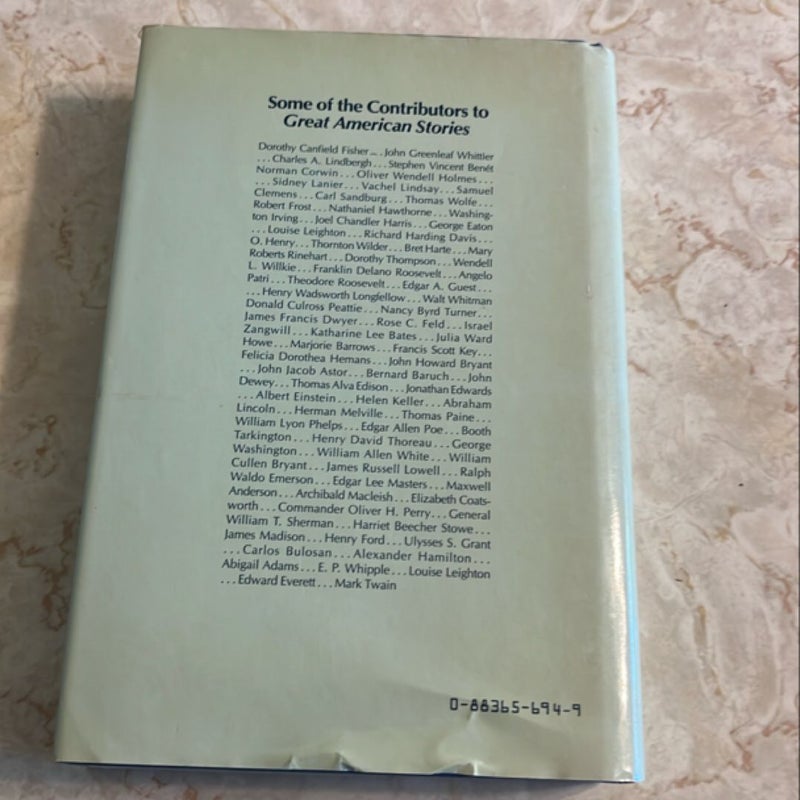 Some of the Contributors to
Great American Stories
Dorothy Canfield Fisher... John Greenleaf Whittier
...Charles A. Lindbergh...Stephen Vincent Benét
Norman Corwin...Oliver Wendell Holmes...
...Sidney Lanier...Vachel Lindsay...Samuel
Clemens...Carl Sandburg...Thomas Wolfe...
Robert Frost...Nathaniel Hawthorne...Washing-
ton Irving...Joel Chandler Harris...George Eaton
...Louise Leighton...Richard Harding Davis...
O. Henry...Thornton Wilder...Bret Harte...Mary
Roberts Rinehart...Dorothy Thompson...Wendell
L. Willkie...Franklin Delano Roosevelt...Angelo
Patri...Theodore Roosevelt...Edgar A. Guest...
...Henry Wadsworth Longfellow...Walt Whitman
Donald Culross Peattie...Nancy Byrd Turner...
James Francis Dwyer...Rose C. Feld...Israel
Zangwill...Katharine Lee Bates...Julia Ward
Howe...Marjorie Barrows...Francis Scott Key...
Felicia Dorothea Hemans...John Howard Bryant
...John Jacob Astor...Bernard Baruch...John
Dewey...Thomas Alva Edison...Jonathan Edwards
...Albert Einstein...Helen Keller...Abraham
Lincoln...Herman Melville...Thomas Paine...
William Lyon Phelps...Edgar Allen Poe...Booth
Tarkington...Henry David Thoreau...George
Washington...William Allen White...William
Cullen Bryant...James Russell Lowell...Ralph
Waldo Emerson...Edgar Lee Masters...Maxwell
Anderson...Archibald Macleish...Elizabeth Coats-
worth...Commander Oliver H. Perry...General
William T. Sherman...Harriet Beecher Stowe...
James Madison...Henry Ford...Ulysses S. Grant
...Carlos Bulosan...Alexander Hamilton...
Abigail Adams...E. P. Whipple...Louise Leighton
...Edward Everett...Mark Twain
0-88365-694-9